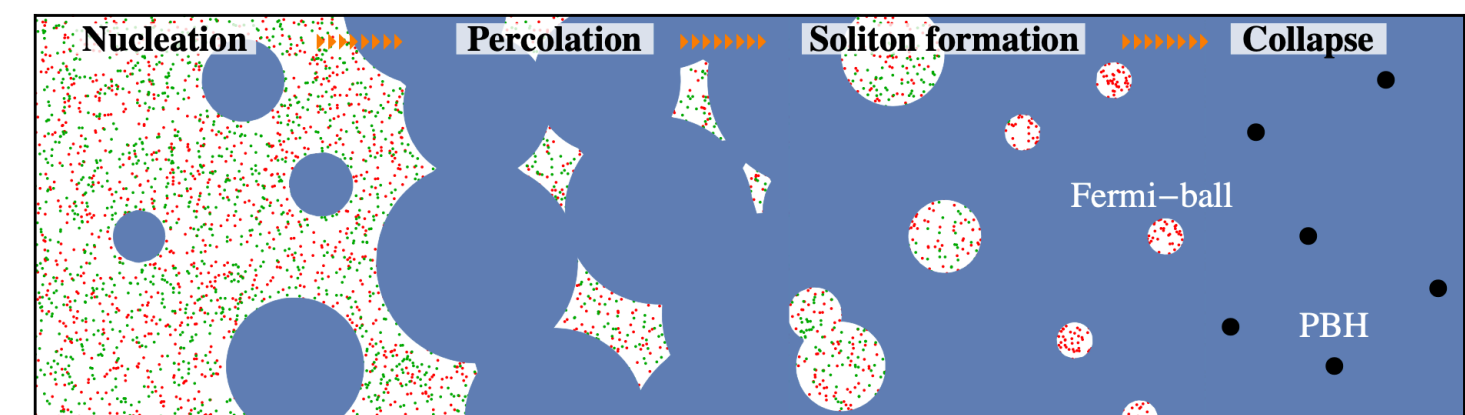 Nucleation
Percolation
Soliton formation
Collapse
Fermi−ball
PBH